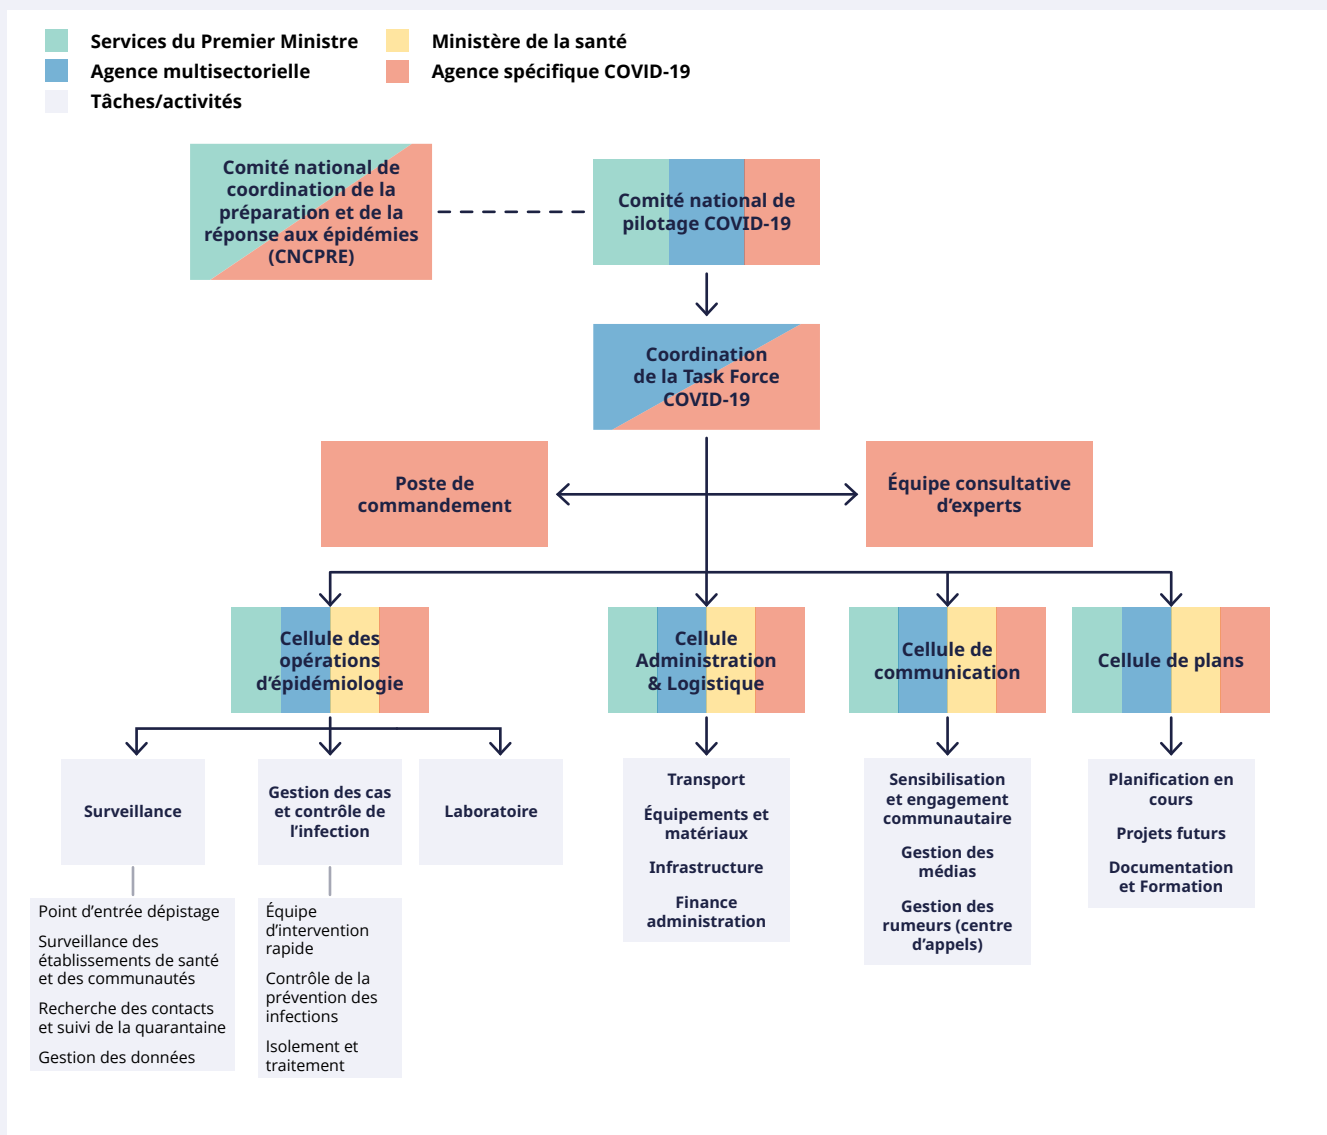 Services du Premier Ministre
Ministère de la santé
Agence multisectorielle
Agence spécifique COVID-19
Tâches/activités
Comité national de
coordination de la
préparation et de la
réponse aux épidémies
(CNCPRE)
Comité national de
pilotage COVID-19
Coordination
de la Task Force
COVID-19
Poste de
commandement
Équipe consultative
d’experts
Cellule des
opérations
d’épidémiologie
Cellule
Administration
& Logistique
Cellule de
communication
Cellule de plans
Surveillance
Gestion des cas
et contrôle de
l’infection
Laboratoire
Transport
Équipements et
matériaux
Infrastructure
Finance
administration
Sensibilisation
et engagement
communautaire
Gestion des
médias
Gestion des
rumeurs (centre
d’appels)
Planification en
cours
Projets futurs
Documentation
et Formation
Point d’entrée dépistage
Surveillance des
établissements de santé
et des communautés
Recherche des contacts
et suivi de la quarantaine
Gestion des données
Équipe
d’intervention
rapide
Contrôle de la
prévention des
infections
Isolement et
traitement